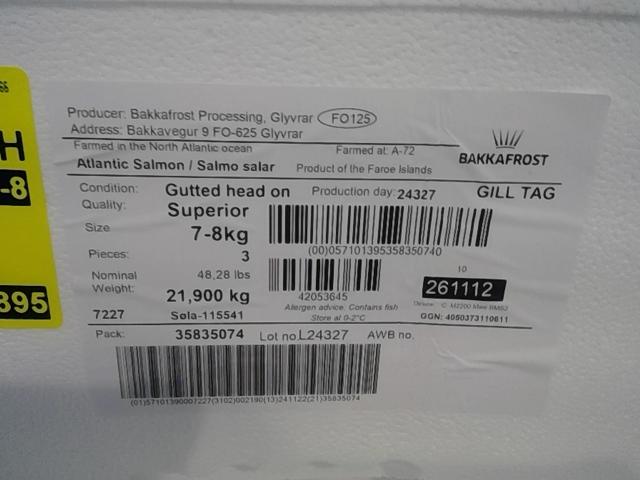 66
H
-8
895
Producer: Bakkafrost Processing, Glyvrar FO125
Address: Bakkavegur 9 FO-625 Glyvrar
Farmed in the North Atlantic ocean Farmed at: A-72
BAKKAFROST
Atlantic Salmon / Salmo salar Product of the Faroe Islands
Condition: Gutted head on Production day: 24327 GILL TAG
Quality: Superior
Size 7-8kg
(00)057101395358350740
Pieces: 3
Nominal 48,28 lbs
Weight: 21,900 kg
10
261112
42053645
Allergen advice: Contains fish
Store at 0-2°C
GGN: 4050373110611
7227 Søla-115541
Pack: 35835074 Lot no.L24327 AWB no.
(01)57101390007227(3102)002190(13)241122(21)35835074